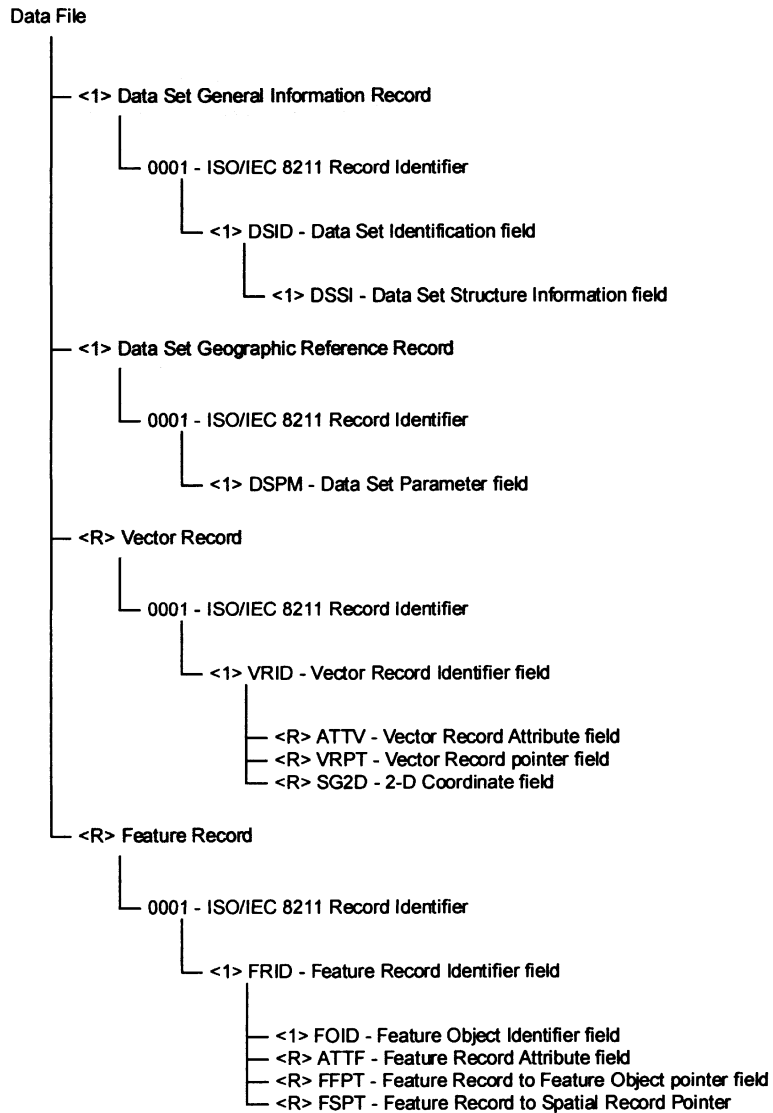 Data File
<1> Data Set General Information Record
0001 - ISO/IEC 8211 Record Identifier
<1> DSID - Data Set Identification field
<1> DSSI - Data Set Structure Information field
<1> Data Set Geographic Reference Record
0001 - ISO/IEC 8211 Record Identifier
<1> DSPM - Data Set Parameter field
<R> Vector Record
0001 - ISO/IEC 8211 Record Identifier
<1> VRID - Vector Record Identifier field
<R> ATTV - Vector Record Attribute field
<R> VRPT - Vector Record pointer field
<R> SG2D - 2-D Coordinate field
<R> Feature Record
0001 - ISO/IEC 8211 Record Identifier
<1> FRID - Feature Record Identifier field
<1> FOID - Feature Object Identifier field
<R> ATTF - Feature Record Attribute field
<R> FFPT - Feature Record to Feature Object pointer field
<R> FSPT - Feature Record to Spatial Record Pointer